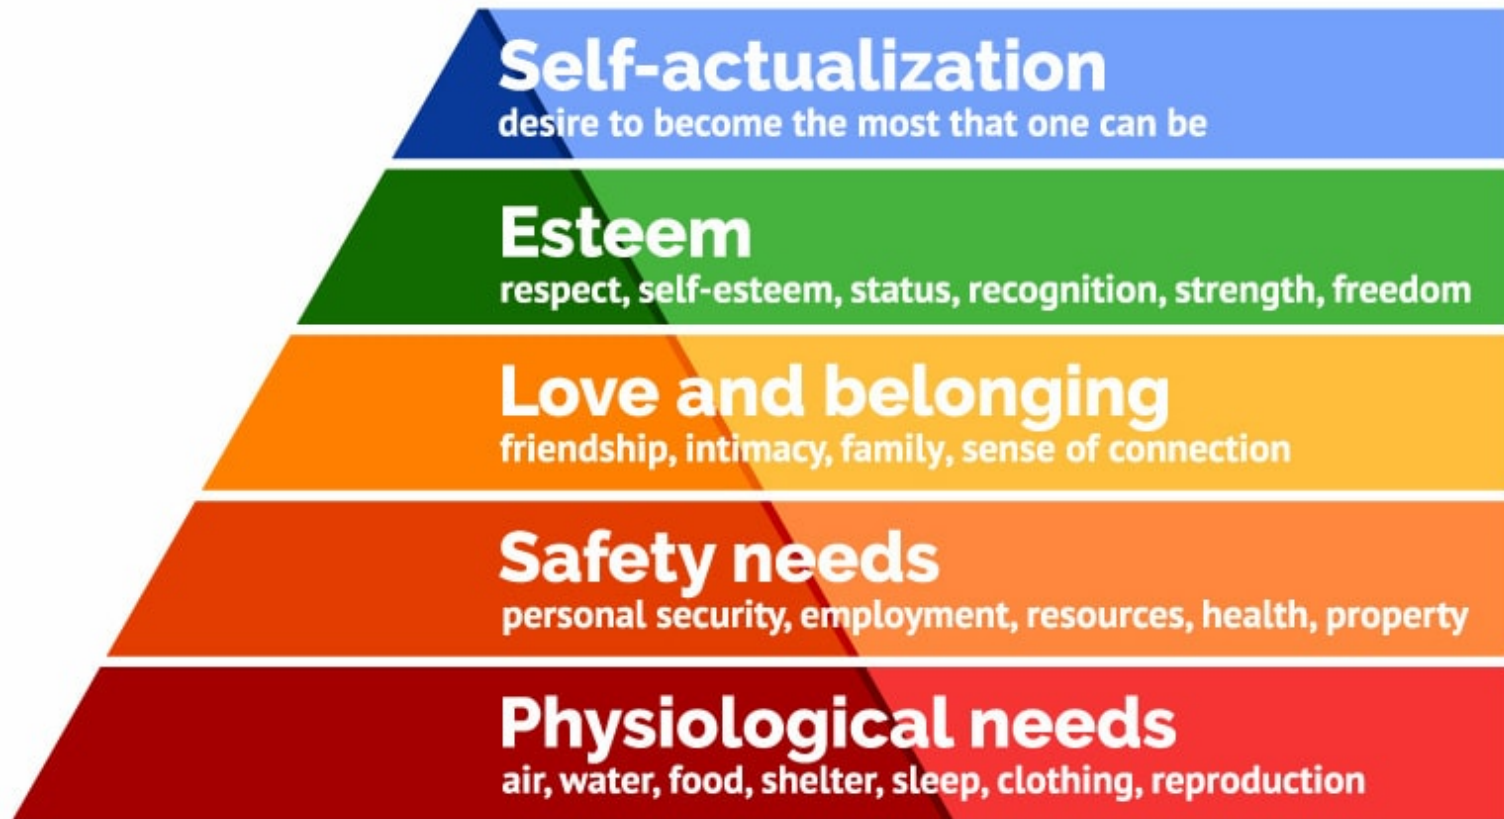 Self-actualization
desire to become the most that one can be
Esteem
respect, self-esteem, status, recognition, strength, freedom
Love and belonging
friendship, intimacy, family, sense of connection
Safety needs
personal security, employment, resources, health, property
Physiological needs
air, water, food, shelter, sleep, clothing, reproduction